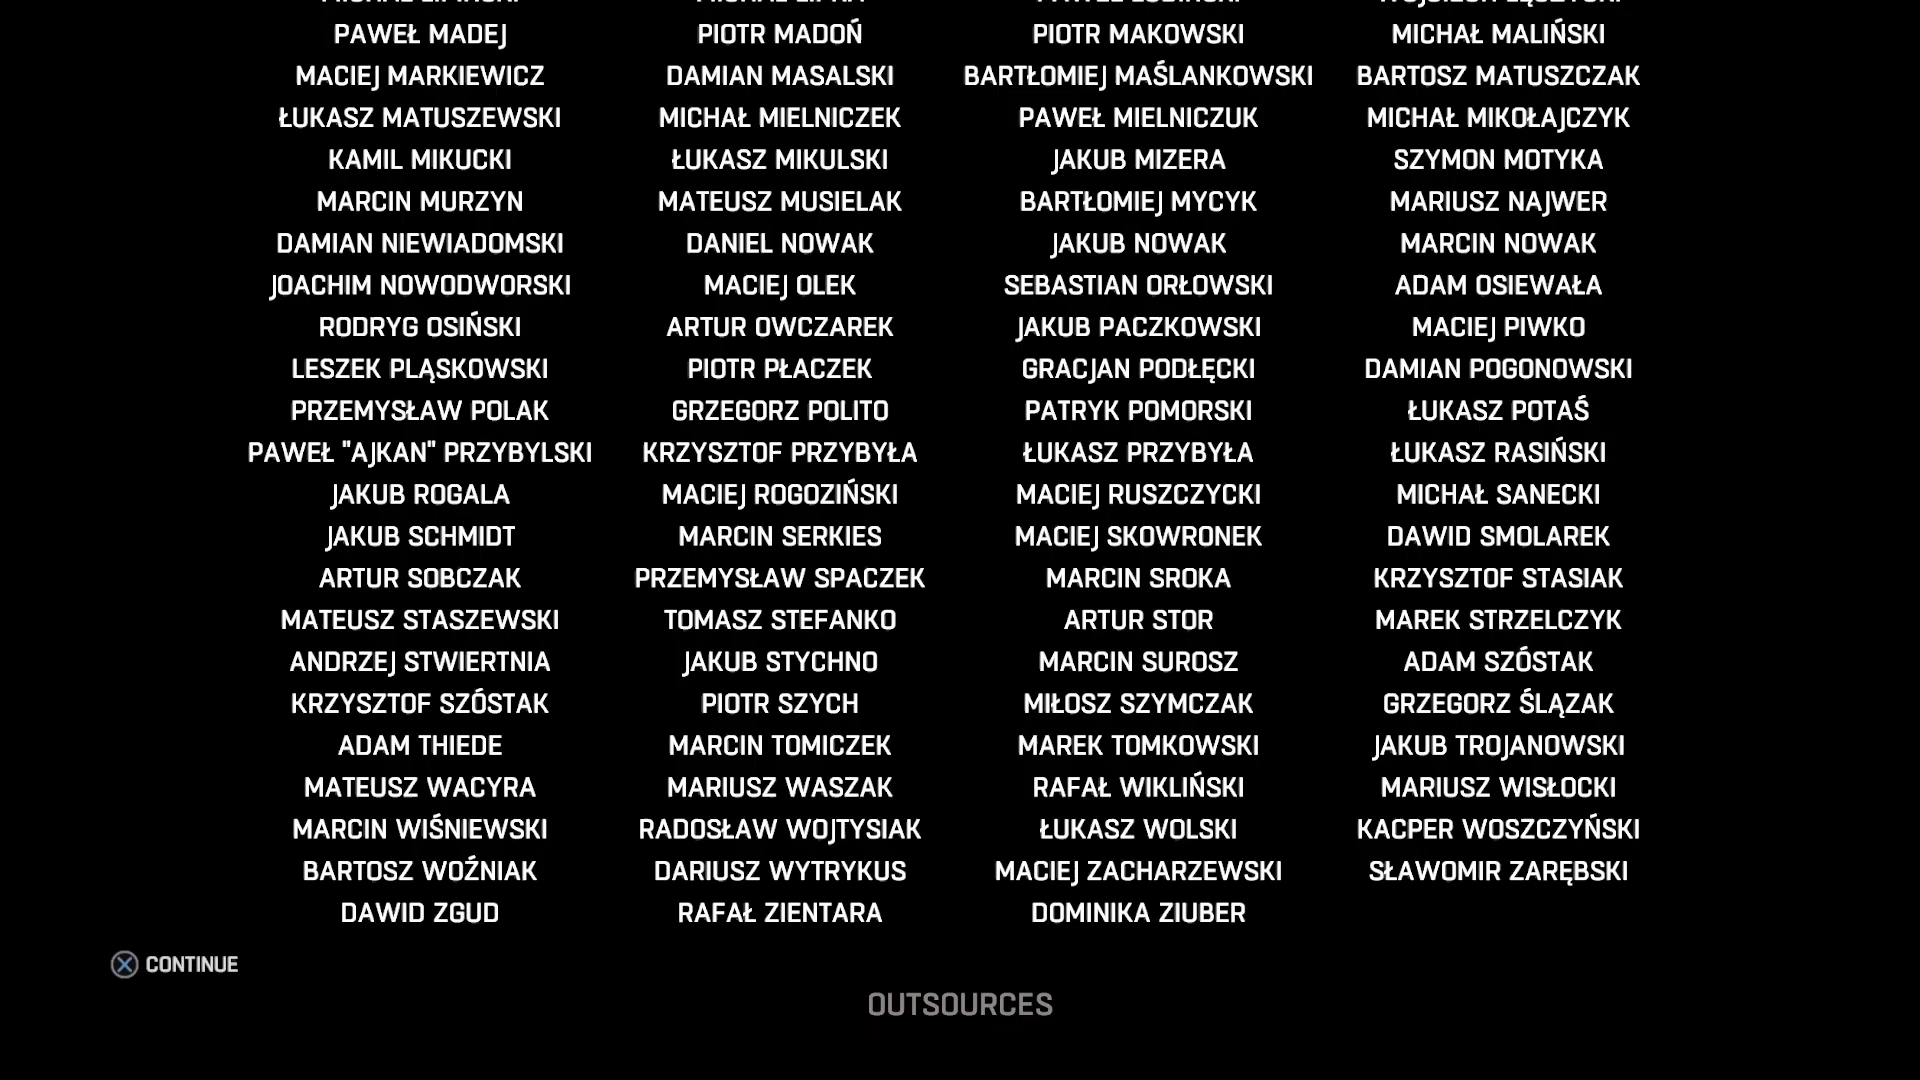 PAWEŁ MADEJ PIOTR MADOŃ PIOTR MAKOWSKI MICHAŁ MALIŃSKI
MACIEJ MARKIEWICZ DAMIAN MASALSKI BARTŁOMIEJ MAŚLANKOWSKI BARTOSZ MATUSZCZAK
ŁUKASZ MATUSZEWSKI MICHAŁ MIELNICZEK PAWEŁ MIELNICZUK MICHAŁ MIKOŁAJCZYK
KAMIL MIKUCKI ŁUKASZ MIKULSKI JAKUB MIZERA SZYMON MOTYKA
MARCIN MURZYN MATEUSZ MUSIELAK BARTŁOMIEJ MYCYK MARIUSZ NAJWER
DAMIAN NIEWIADOMSKI DANIEL NOWAK JAKUB NOWAK MARCIN NOWAK
JOACHIM NOWODWORSKI MACIEJ OLEK SEBASTIAN ORŁOWSKI ADAM OSIEWAŁA
RODRYG OSIŃSKI ARTUR OWCZAREK JAKUB PACZKOWSKI MACIEJ PIWKO
LESZEK PLĄSKOWSKI PIOTR PŁACZEK GRACJAN PODŁĘCKI DAMIAN POGONOWSKI
PRZEMYSŁAW POLAK GRZEGORZ POLITO PATRYK POMORSKI ŁUKASZ POTAŚ
PAWEŁ "AJKAN" PRZYBYLSKI KRZYSZTOF PRZYBYŁA ŁUKASZ PRZYBYŁA ŁUKASZ RASIŃSKI
JAKUB ROGALA MACIEJ ROGOZIŃSKI MACIEJ RUSZCZYCKI MICHAŁ SANECKI
JAKUB SCHMIDT MARCIN SERKIES MACIEJ SKOWRONEK DAWID SMOLAREK
ARTUR SOBCZAK PRZEMYSŁAW SPACZEK MARCIN SROKA KRZYSZTOF STASIAK
MATEUSZ STASZEWSKI TOMASZ STEFANKO ARTUR STOR MAREK STRZELCZYK
ANDRZEJ STWIERTNIA JAKUB STYCHNO MARCIN SUROSZ ADAM SZÓSTAK
KRZYSZTOF SZÓSTAK PIOTR SZYCH MIŁOSZ SZYMCZAK GRZEGORZ ŚLĄZAK
ADAM THIEDE MARCIN TOMICZEK MAREK TOMKOWSKI JAKUB TROJANOWSKI
MATEUSZ WACYRA MARIUSZ WASZAK RAFAŁ WIKLIŃSKI MARIUSZ WISŁOCKI
MARCIN WIŚNIEWSKI RADOSŁAW WOJTYSIAK ŁUKASZ WOLSKI KACPER WOSZCZYŃSKI
BARTOSZ WOŹNIAK DARIUSZ WYTRYKUS MACIEJ ZACHARZEWSKI SŁAWOMIR ZARĘBSKI
DAWID ZGUD RAFAŁ ZIENTARA DOMINIKA ZIUBER
CONTINUE
OUTSOURCES